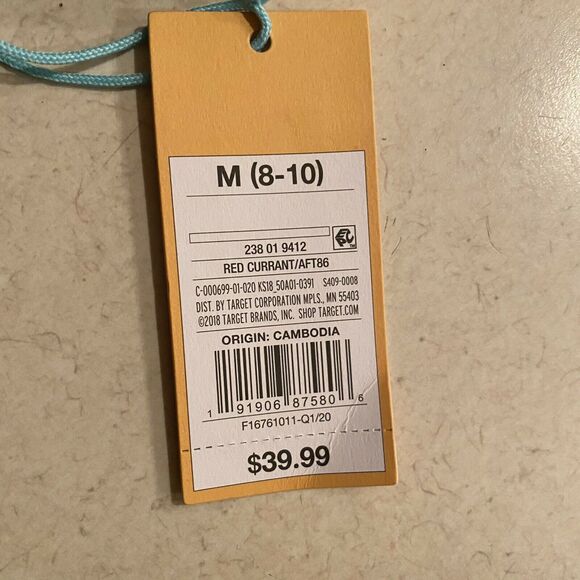 M (8-10)
238 01 9412
RED CURRANT/AFT86
C-000699-01-020 KS18_50A01-0391 S409-0008
DIST. BY TARGET CORPORATION MPLS., MN 55403
©2018 TARGET BRANDS, INC. SHOP TARGET.COM
ORIGIN: CAMBODIA
1 91906 87580 6
F16761011-Q1/20
$39.99